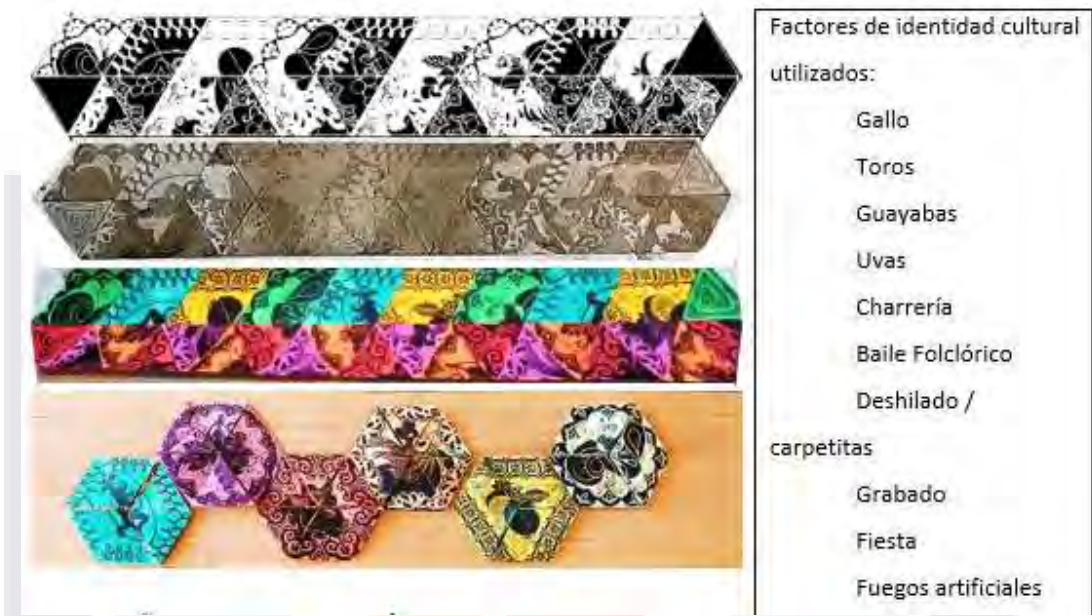 Factores de identidad cultural
utilizados:
Gallo
Toros
Guayabas
Uvas
Charrería
Baile Folclórico
Deshilado /
carpetitas
Grabado
Fiesta
Fuegos artificiales